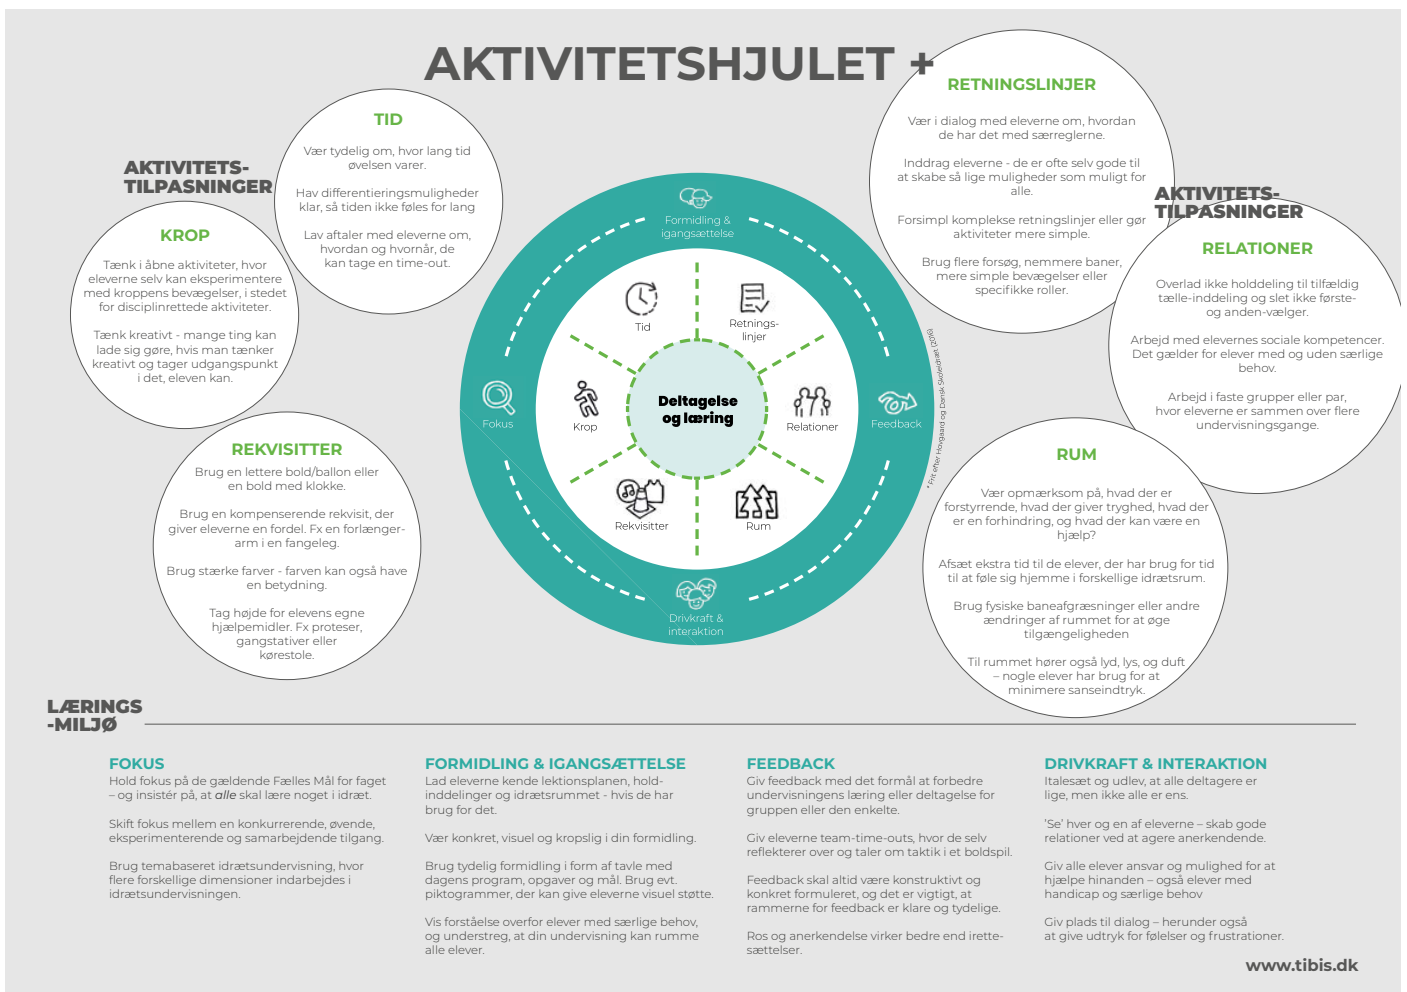 AKTIVITETSHJULET +
AKTIVITETS-
TILPASNINGER
TID
Vær tydelig om, hvor lang tid
øvelsen varer.
Hav differentieringsmuligheder
klar, så tiden ikke føles for lang
Lav aftaler med eleverne om,
hvordan og hvornår, de
kan tage en time-out.
KROP
Tænk i åbne aktiviteter, hvor
eleverne selv kan eksperimentere
med kroppens bevægelser, i stedet
for disciplinrettede aktiviteter.
Tænk kreativt - mange ting kan
lade sig gøre, hvis man tænker
kreativt og tager udgangspunkt
i det, eleven kan.
REKVISITTER
Brug en lettere bold/ballon eller
en bold med klokke.
Brug en kompenserende rekvisit, der
giver eleverne en fordel. Fx en forlænger-
arm i en fangeleg.
Brug stærke farver - farven kan også have
en betydning.
Tag højde for elevens egne
hjælpemidler. Fx proteser,
gangstativer eller
kørestole.
Formidling &
igangsættelse
Tid
Retnings-
linjer
Fokus
Krop
Deltagelse
og læring
Relationer
Feedback
Rekvisitter
Rum
Drivkraft &
interaktion
* Frit efter Hovgaard og Dansk Skoleidræt (2016)
RETNINGSLINJER
Vær i dialog med eleverne om, hvordan
de har det med særreglerne.
Inddrag eleverne - de er ofte selv gode til
at skabe så lige muligheder som muligt for
alle.
Forsimpl komplekse retningslinjer eller gør
aktiviteter mere simple.
Brug flere forsøg, nemmere baner,
mere simple bevægelser eller
specifikke roller.
AKTIVITETS-
TILPASNINGER
RELATIONER
Overlad ikke holddeling til tilfældig
tælle-inddeling og slet ikke første-
og anden-vælger.
Arbejd med elevernes sociale kompetencer.
Det gælder for elever med og uden særlige
behov.
Arbejd i faste grupper eller par,
hvor eleverne er sammen over flere
undervisningsgange.
RUM
Vær opmærksom på, hvad der er
forstyrrende, hvad der giver tryghed, hvad der
er en forhindring, og hvad der kan være en
hjælp?
Afsæt ekstra tid til de elever, der har brug for tid
til at føle sig hjemme i forskellige idrætsrum.
Brug fysiske baneafgræsninger eller andre
ændringer af rummet for at øge
tilgængeligheden
Til rummet hører også lyd, lys, og duft
– nogle elever har brug for at
minimere sanseindtryk.
LÆRINGS
-MILJØ
FOKUS
Hold fokus på de gældende Fælles Mål for faget
– og insistér på, at alle skal lære noget i idræt.
Skift fokus mellem en konkurrerende, øvende,
eksperimenterende og samarbejdende tilgang.
Brug temabaseret idrætsundervisning, hvor
flere forskellige dimensioner indarbejdes i
idrætsundervisningen.
FORMIDLING & IGANGSÆTTELSE
Lad eleverne kende lektionsplanen, hold-
inddelinger og idrætsrummet - hvis de har
brug for det.
Vær konkret, visuel og kropslig i din formidling.
Brug tydelig formidling i form af tavle med
dagens program, opgaver og mål. Brug evt.
piktogrammer, der kan give eleverne visuel støtte.
Vis forståelse overfor elever med særlige behov,
og understreg, at din undervisning kan rumme
alle elever.
FEEDBACK
Giv feedback med det formål at forbedre
undervisningens læring eller deltagelse for
gruppen eller den enkelte.
Giv eleverne team-time-outs, hvor de selv
reflekterer over og taler om taktik i et boldspil.
Feedback skal altid være konstruktivt og
konkret formuleret, og det er vigtigt, at
rammerne for feedback er klare og tydelige.
Ros og anerkendelse virker bedre end irette-
sættelser.
DRIVKRAFT & INTERAKTION
Italesæt og udlev, at alle deltagere er
lige, men ikke alle er ens.
'Se' hver og en af eleverne – skab gode
relationer ved at agere anerkendende.
Giv alle elever ansvar og mulighed for at
hjælpe hinanden – også elever med
handicap og særlige behov
Giv plads til dialog – herunder også
at give udtryk for følelser og frustrationer.
www.tibis.dk